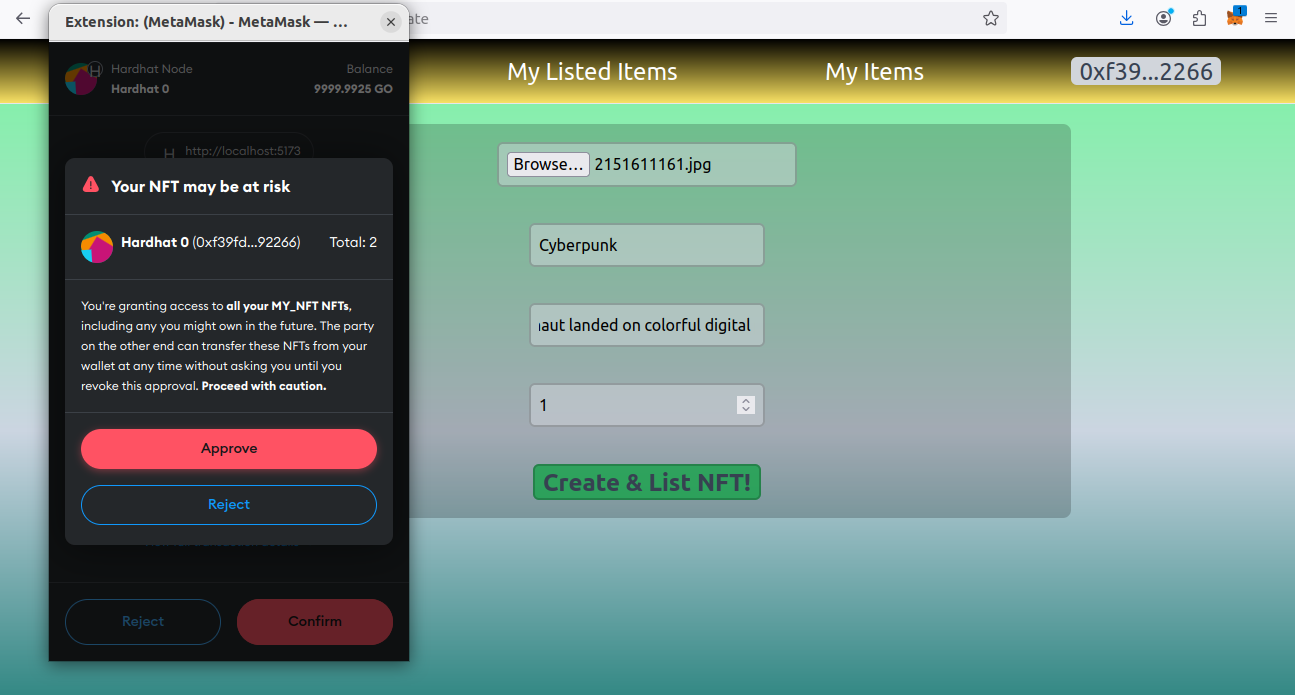 Extension: (MetaMask) - MetaMask — ...
ate
1
Hardhat Node
Balance
Hardhat 0
9999.9925 GO
H
H http://localhost:5173
My Listed Items
My Items
0xf39...2266
Your NFT may be at risk
Hardhat 0 (0xf39fd...92266)
Total: 2
You're granting access to all your MY_NFT NFTs,
including any you might own in the future. The party
on the other end can transfer these NFTs from your
wallet at any time without asking you until you
revoke this approval. Proceed with caution.
Approve
Reject
Reject
Confirm
Browse... 2151611161.jpg
Cyberpunk
naut landed on colorful digital
1
Create & List NFT!